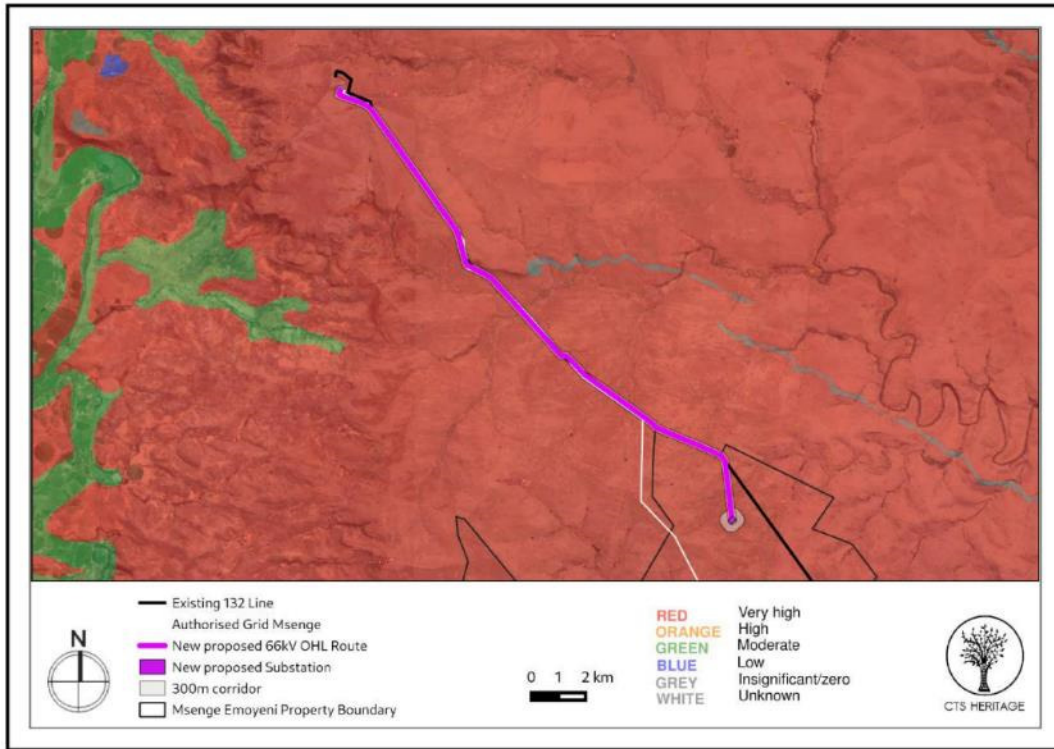 N
Existing 132 Line
Authorised Grid Msenge
New proposed 66kV OHL Route
New proposed Substation
300m corridor
Msenge Emoyeni Property Boundary
0 1 2 km
RED Very high
ORANGE High
GREEN Moderate
BLUE Low
GREY Insignificant/zero
WHITE Unknown
CTS HERITAGE